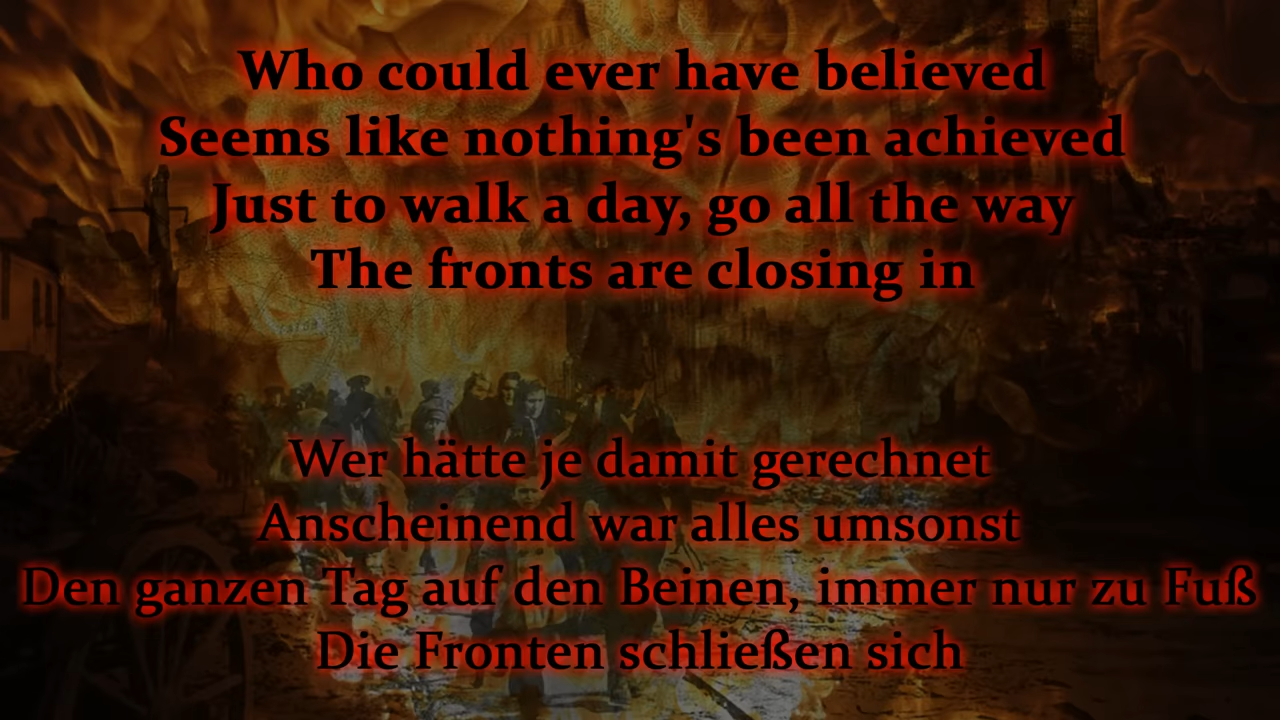 Who could ever have believed
Seems like nothing's been achieved
Just to walk a day, go all the way
The fronts are closing in
Wer hätte je damit gerechnet
Anscheinend war alles umsonst
Den ganzen Tag auf den Beinen, immer nur zu Fuß
Die Fronten schließen sich